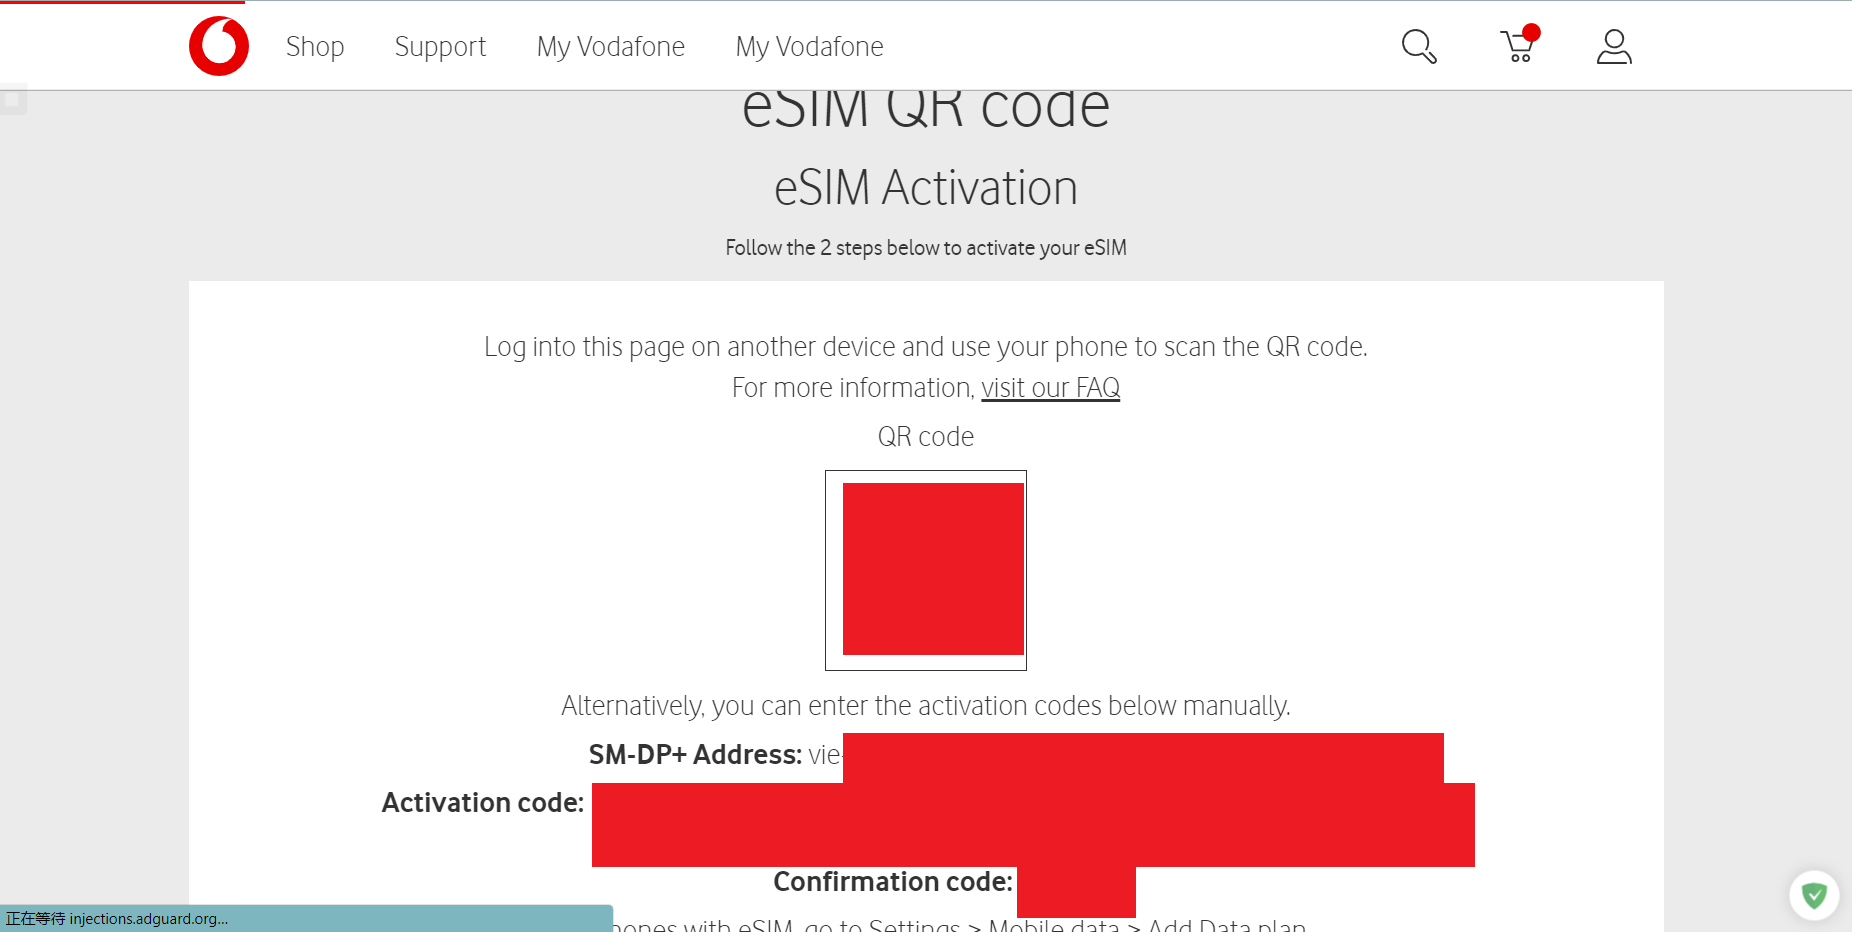 Shop Support My Vodafone My Vodafone
eSIM QR code
eSIM Activation
Follow the 2 steps below to activate your eSIM
Log into this page on another device and use your phone to scan the QR code.
For more information, visit our FAQ
QR code
Alternatively, you can enter the activation codes below manually.
SM-DP+ Address: vie-
Activation code:
Confirmation code:
hones with eSIM, go to Settings > Mobile data > Add Data plan
正在等待 injections.adguard.org...